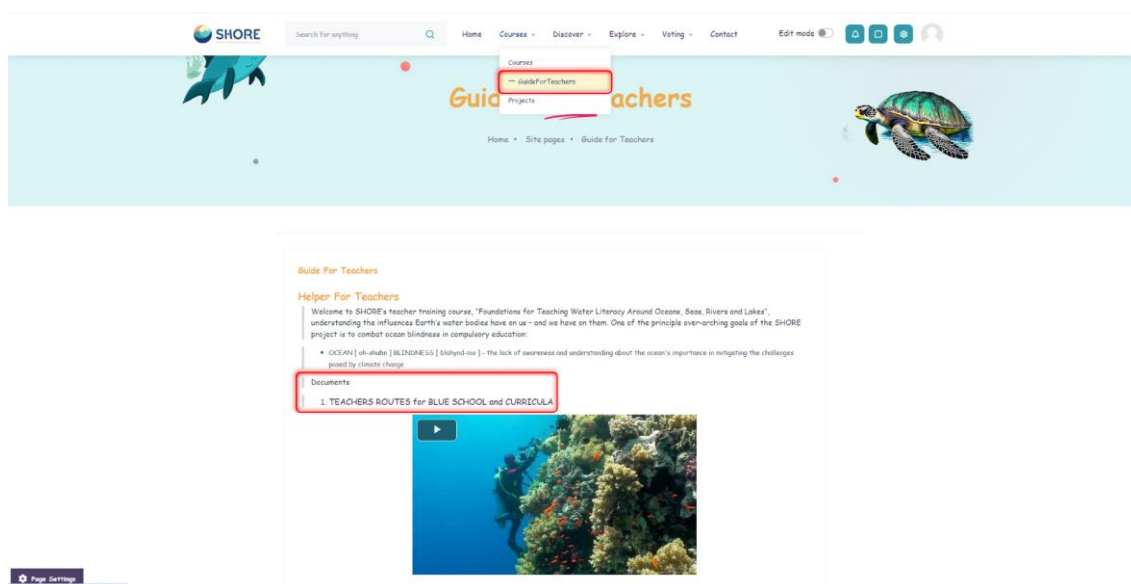 SHORE
Search for anything
Home Courses Discover Explore Voting Contact
Edit mode
Courses
GuideForTeachers
Projects
Guid achers
Home • Site pages • Guide for Teachers
Guide For Teachers
Helper For Teachers
Welcome to SHORE's teacher training course, "Foundations for Teaching Water Literacy Around Oceans, Seas, Rivers and Lakes",
understanding the influences Earth's water bodies have on us - and we have on them. One of the principle over-arching goals of the SHORE
project is to combat ocean blindness in compulsory education:
• OCEAN [ oh-shuhn ] BLINDNESS [ blahynd-nis ] - the lack of awareness and understanding about the ocean's importance in mitigating the challenges
posed by climate change
Documents
1. TEACHERS ROUTES for BLUE SCHOOL and CURRICULA
Page Settings